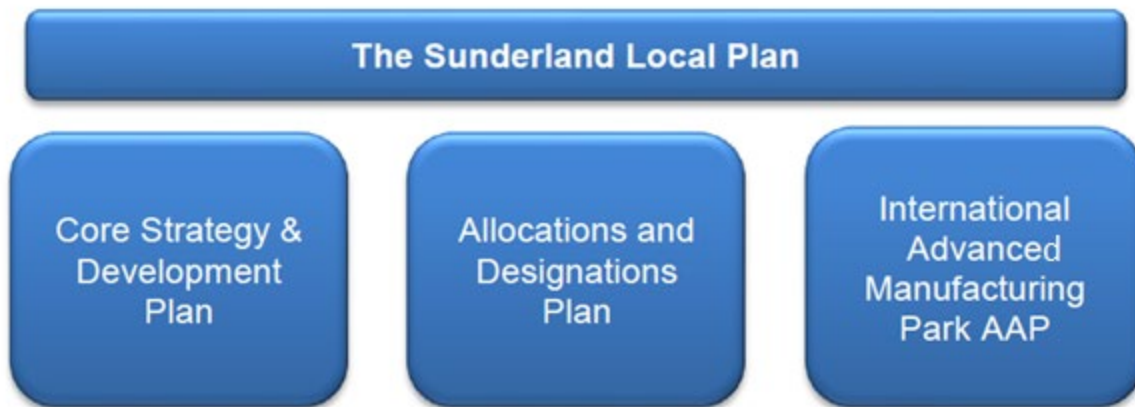 The Sunderland Local Plan
Core Strategy &
Development
Plan
Allocations and
Designations
Plan
International
Advanced
Manufacturing
Park AAP